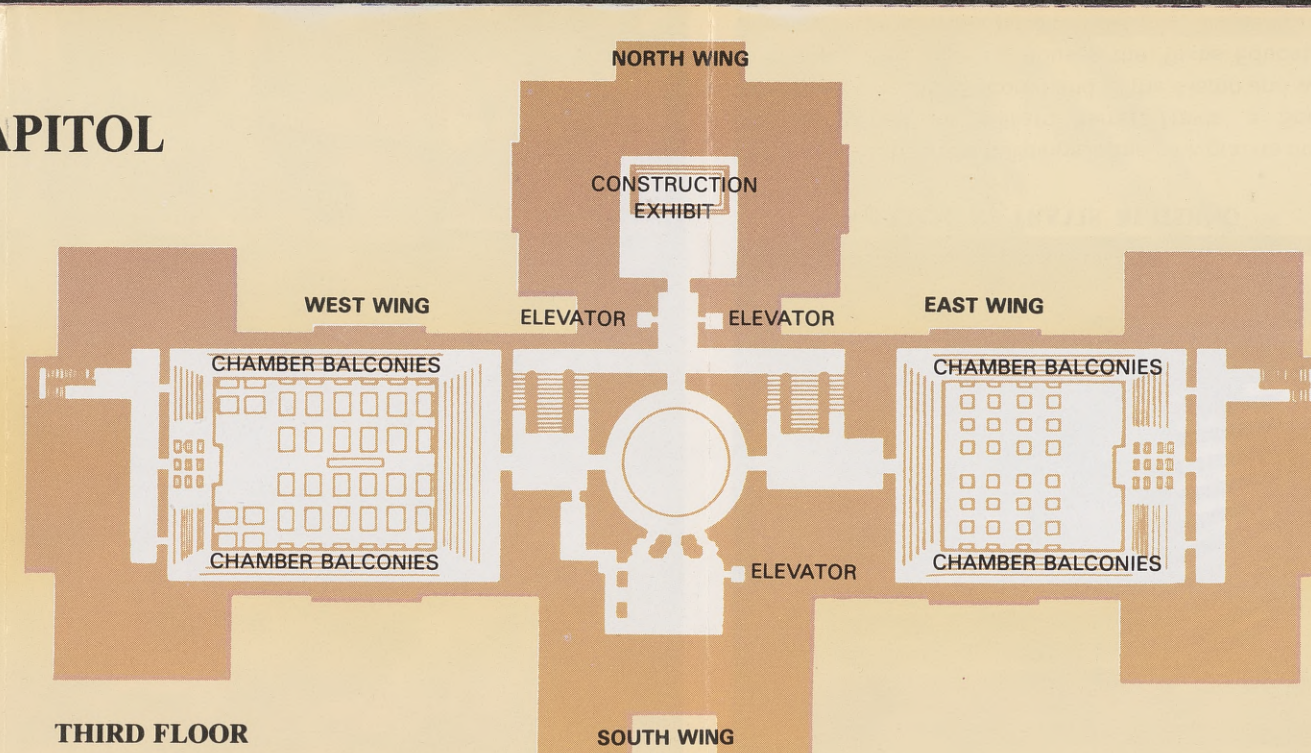 APITOL
NORTH WING
CONSTRUCTION
EXHIBIT
WEST WING
EAST WING
ELEVATOR
ELEVATOR
CHAMBER BALCONIES
CHAMBER BALCONIES
CHAMBER BALCONIES
CHAMBER BALCONIES
ELEVATOR
THIRD FLOOR
SOUTH WING